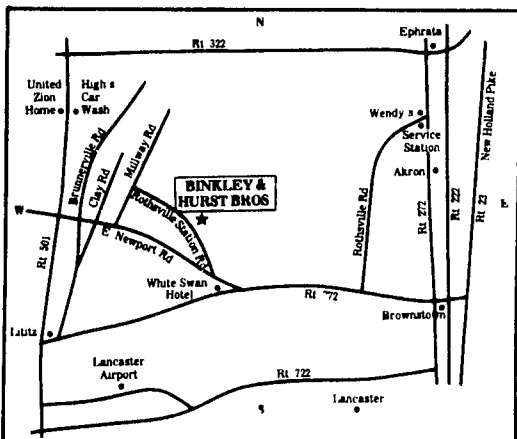 N
Ephrata
Rt 322
United
Zion
Home
High s
Car
Wash
Brunnerville Rd
Clay Rd
Millway Rd
Wendy s
Service
Station
New Holland Pike
Akron
BINKLEY &
HURST BROS
Rothsville Station Rd
Rothsville Rd
Rt 272
Rt 222
Rt 23
W
E
E
Newport Rd
Rt 501
White Swan
Hotel
Rt 772
Brownstown
Lititz
Lancaster
Airport
Rt 722
S
Lancaster